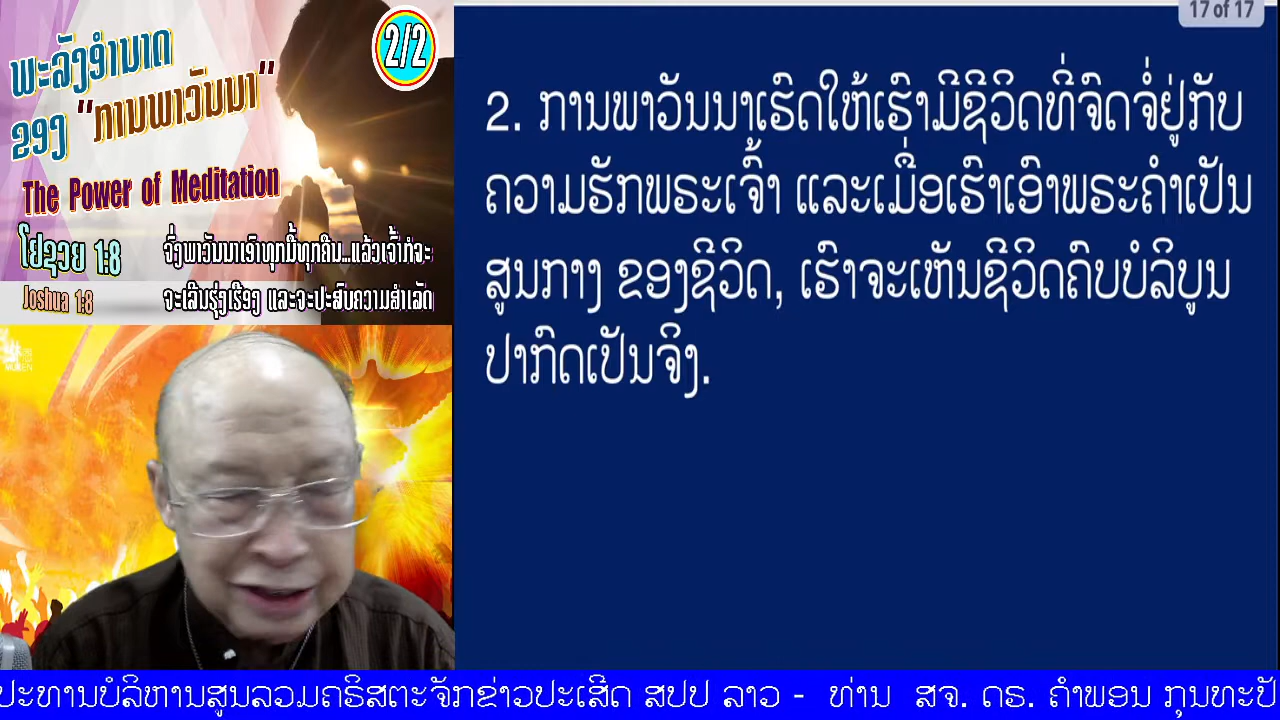 ພະລັງອຳນາດ
ຂອງ "ການພາວັນນາ"
2/2
The Power of Meditation
ໂຢຊວຍ 1:8
ຈົ່ງພາວັນນາເອົາທຸກມື້ທຸກຄືນ...ແລ້ວເຈົ້າກໍຈະ
Joshua 1:8
ຈະເລີນຮຸ່ງເຮືອງ ແລະຈະປະສົບຄວາມສຳເລັດ
17 of 17
2. ການພາວັນນາເຮົດໃຫ້ເຮົາມີຊີວິດທີ່ຈົດຈໍ່ຢູ່ກັບ
ຄວາມຮັກພຣະເຈົ້າ ແລະເມື່ອເຮົາເອົາພຣະຄຳເປັນ
ສູນກາງ ຂອງຊີວິດ, ເຮົາຈະເຫັນຊີວິດຄົບບໍລິບູນ
ປາກົດເປັນຈິງ.
ປະທານບໍລິຫານສູນລວມຄຣິສຕະຈັກຂ່າວປະເສີດ ສປປ ລາວ - ທ່ານ ສຈ. ດຣ. ຄຳພອນ ກຸນທະປັ